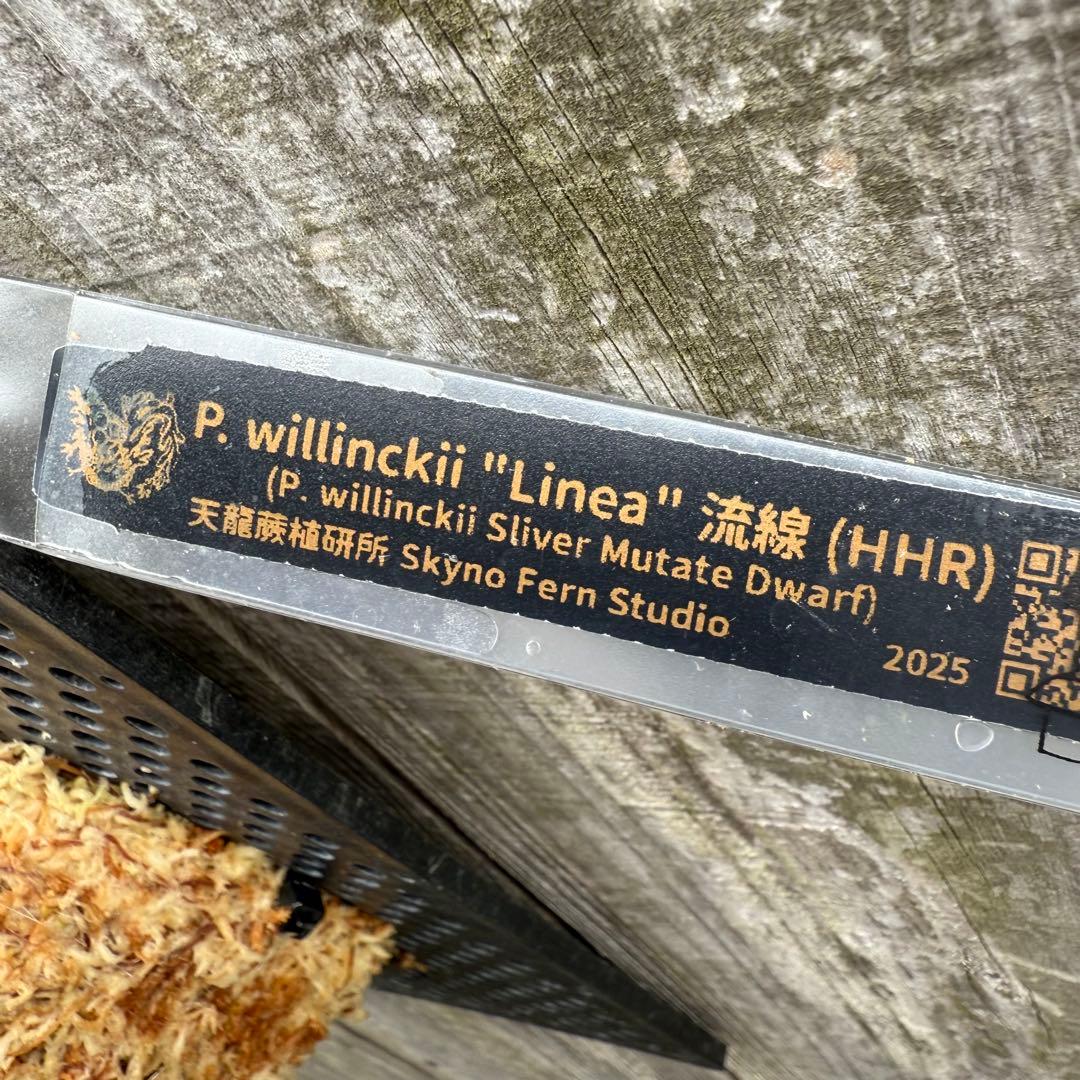 P. willinckii "Linea" 流線 (HHR)
(P. willinckii Sliver Mutate Dwarf)
天龍蕨植研所 Skyno Fern Studio
2025